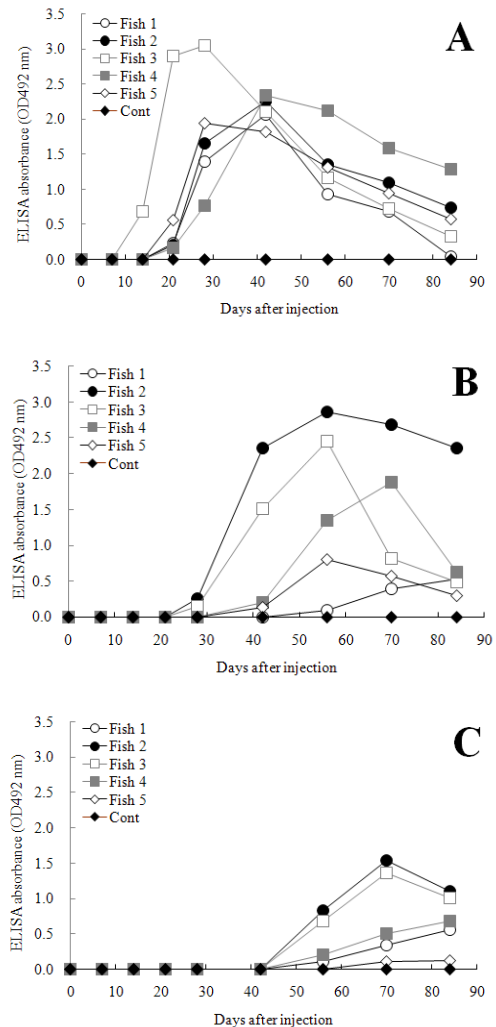 A
Fish 1
Fish 2
Fish 3
Fish 4
Fish 5
Cont
ELISA absorbance (OD492 nm)
3.5
3.0
2.5
2.0
1.5
1.0
0.5
0.0
0 10 20 30 40 50 60 70 80 90
Days after injection
B
Fish 1
Fish 2
Fish 3
Fish 4
Fish 5
Cont
ELISA absorbance (OD492 nm)
3.5
3.0
2.5
2.0
1.5
1.0
0.5
0.0
0 10 20 30 40 50 60 70 80 90
Days after injection
C
Fish 1
Fish 2
Fish 3
Fish 4
Fish 5
Cont
ELISA absorbance (OD492 nm)
3.5
3.0
2.5
2.0
1.5
1.0
0.5
0.0
0 10 20 30 40 50 60 70 80 90
Days after injection